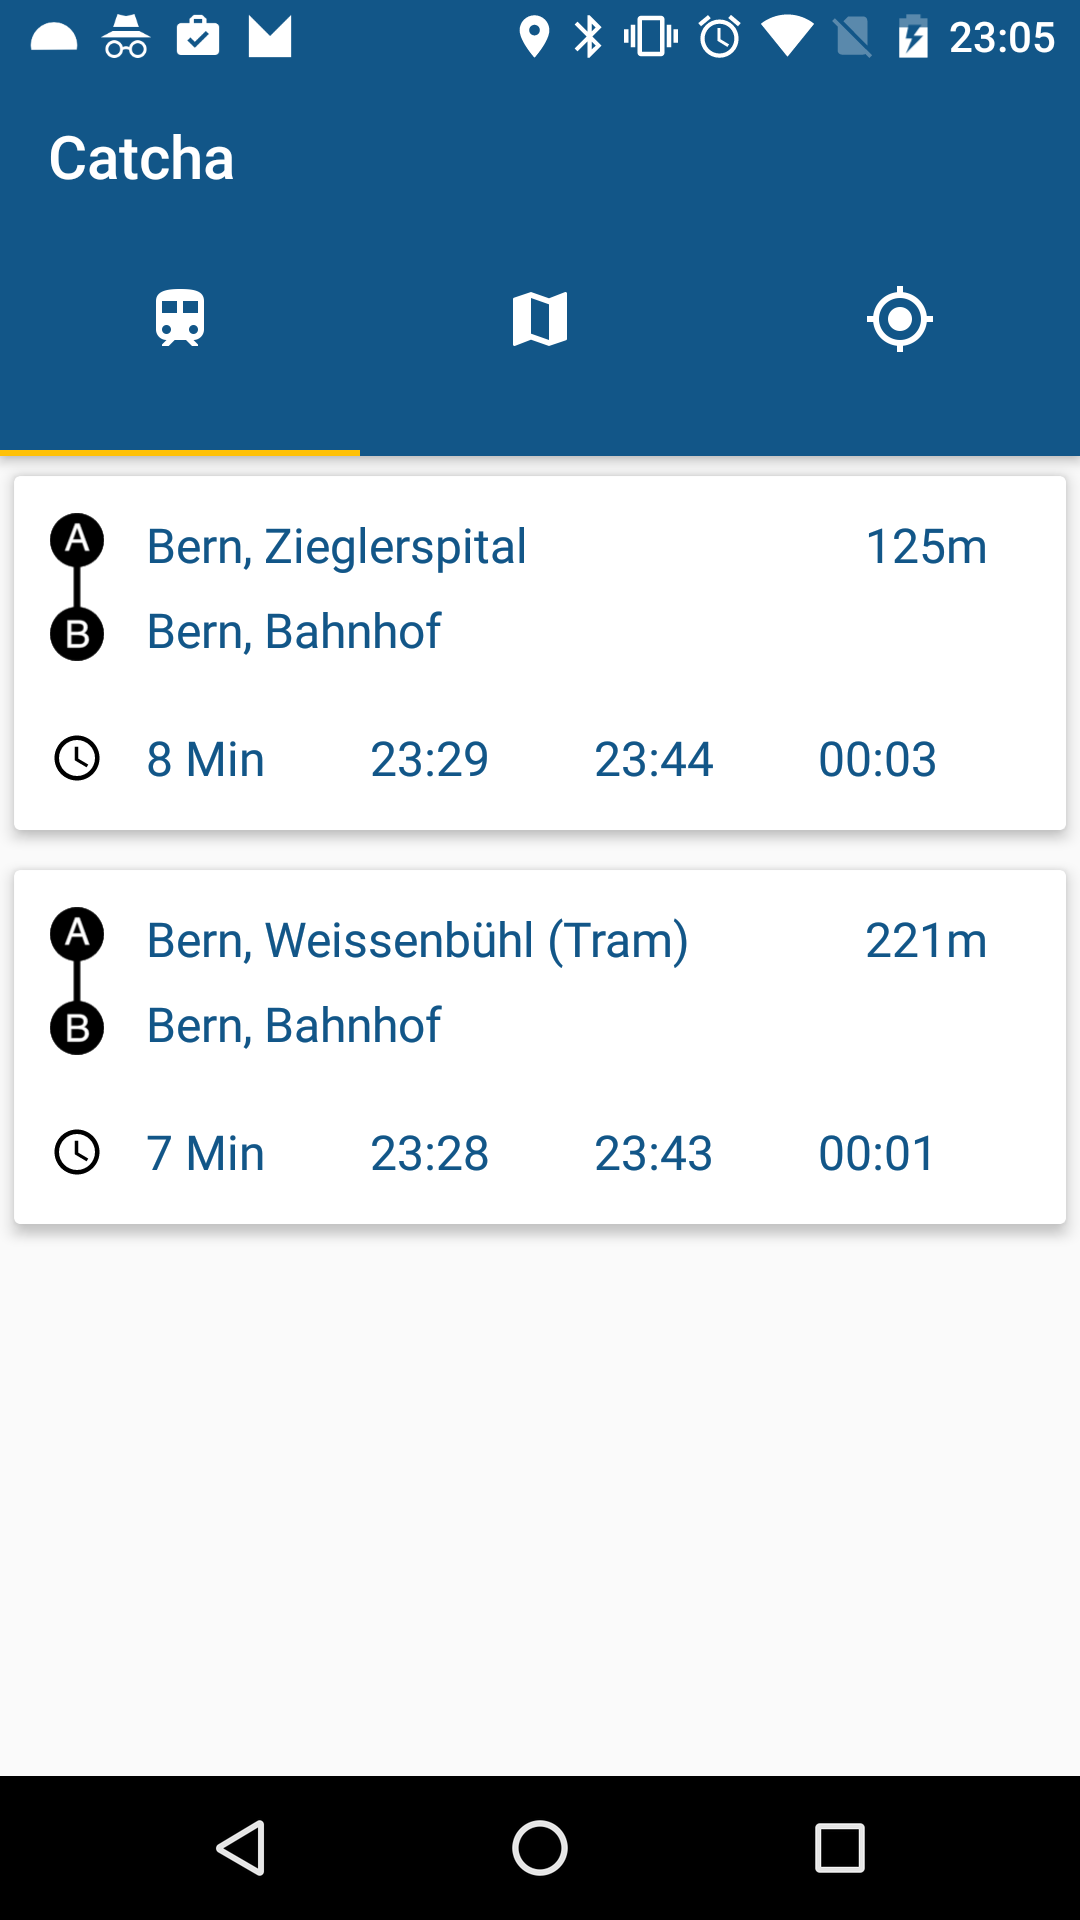 23:05
Catcha
A Bern, Zieglerspital 125m
B Bern, Bahnhof
8 Min 23:29 23:44 00:03
A Bern, Weissenbühl (Tram) 221m
B Bern, Bahnhof
7 Min 23:28 23:43 00:01